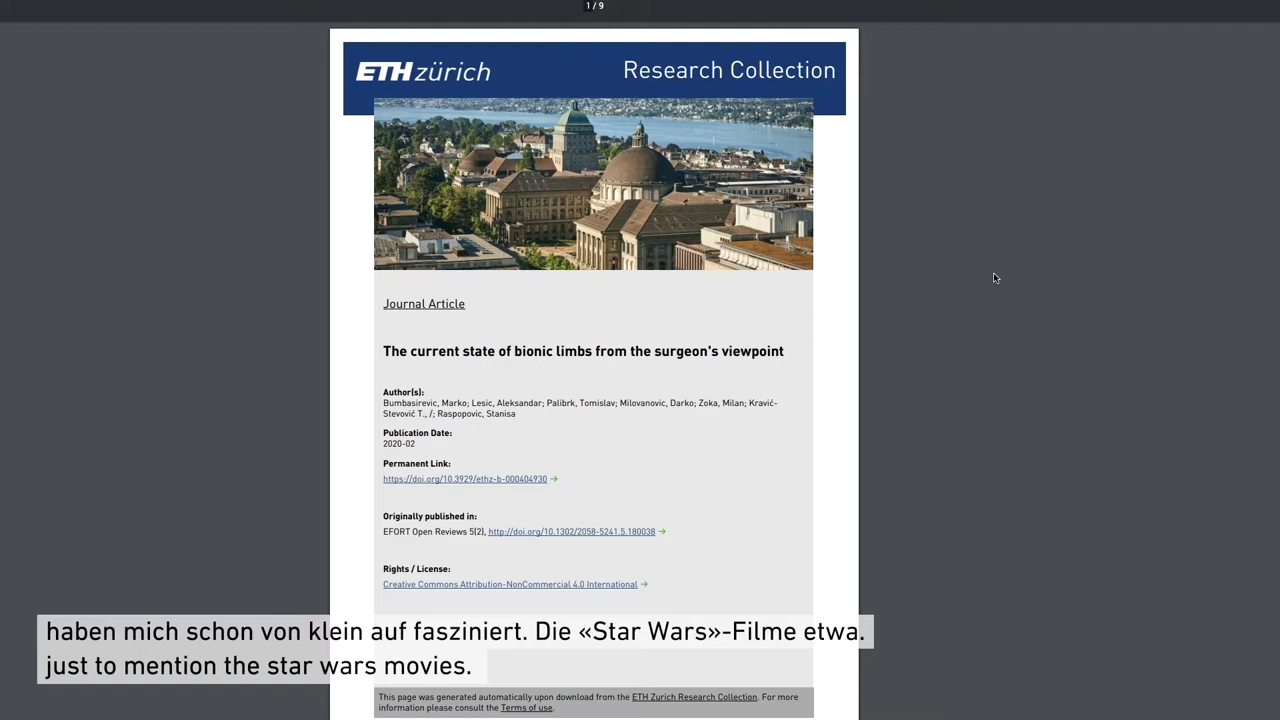 1 / 9
ETH zürich
Research Collection
Journal Article
The current state of bionic limbs from the surgeon's viewpoint
Author(s):
Bumbasirevic, Marko; Lesic, Aleksandar; Palibrk, Tomislav; Milovanovic, Darko; Zoka, Milan; Kravić-
Stevović T., /; Raspopovic, Stanisa
Publication Date:
2020-02
Permanent Link:
https://doi.org/10.3929/ethz-b-000404930 →
Originally published in:
EFORT Open Reviews 5(2), http://doi.org/10.1302/2058-5241.5.180038 →
Rights / License:
Creative Commons Attribution-NonCommercial 4.0 International →
haben mich schon von klein auf fasziniert. Die «Star Wars»-Filme etwa.
just to mention the star wars movies.
This page was generated automatically upon download from the ETH Zurich Research Collection. For more
information please consult the Terms of use.